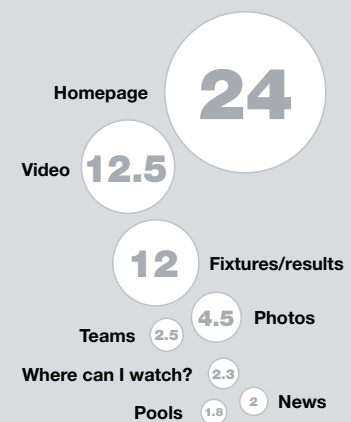 Homepage 24
Video 12.5
12 Fixtures/results
4.5 Photos
Teams 2.5
Where can I watch? 2.3
2 News
Pools 1.8